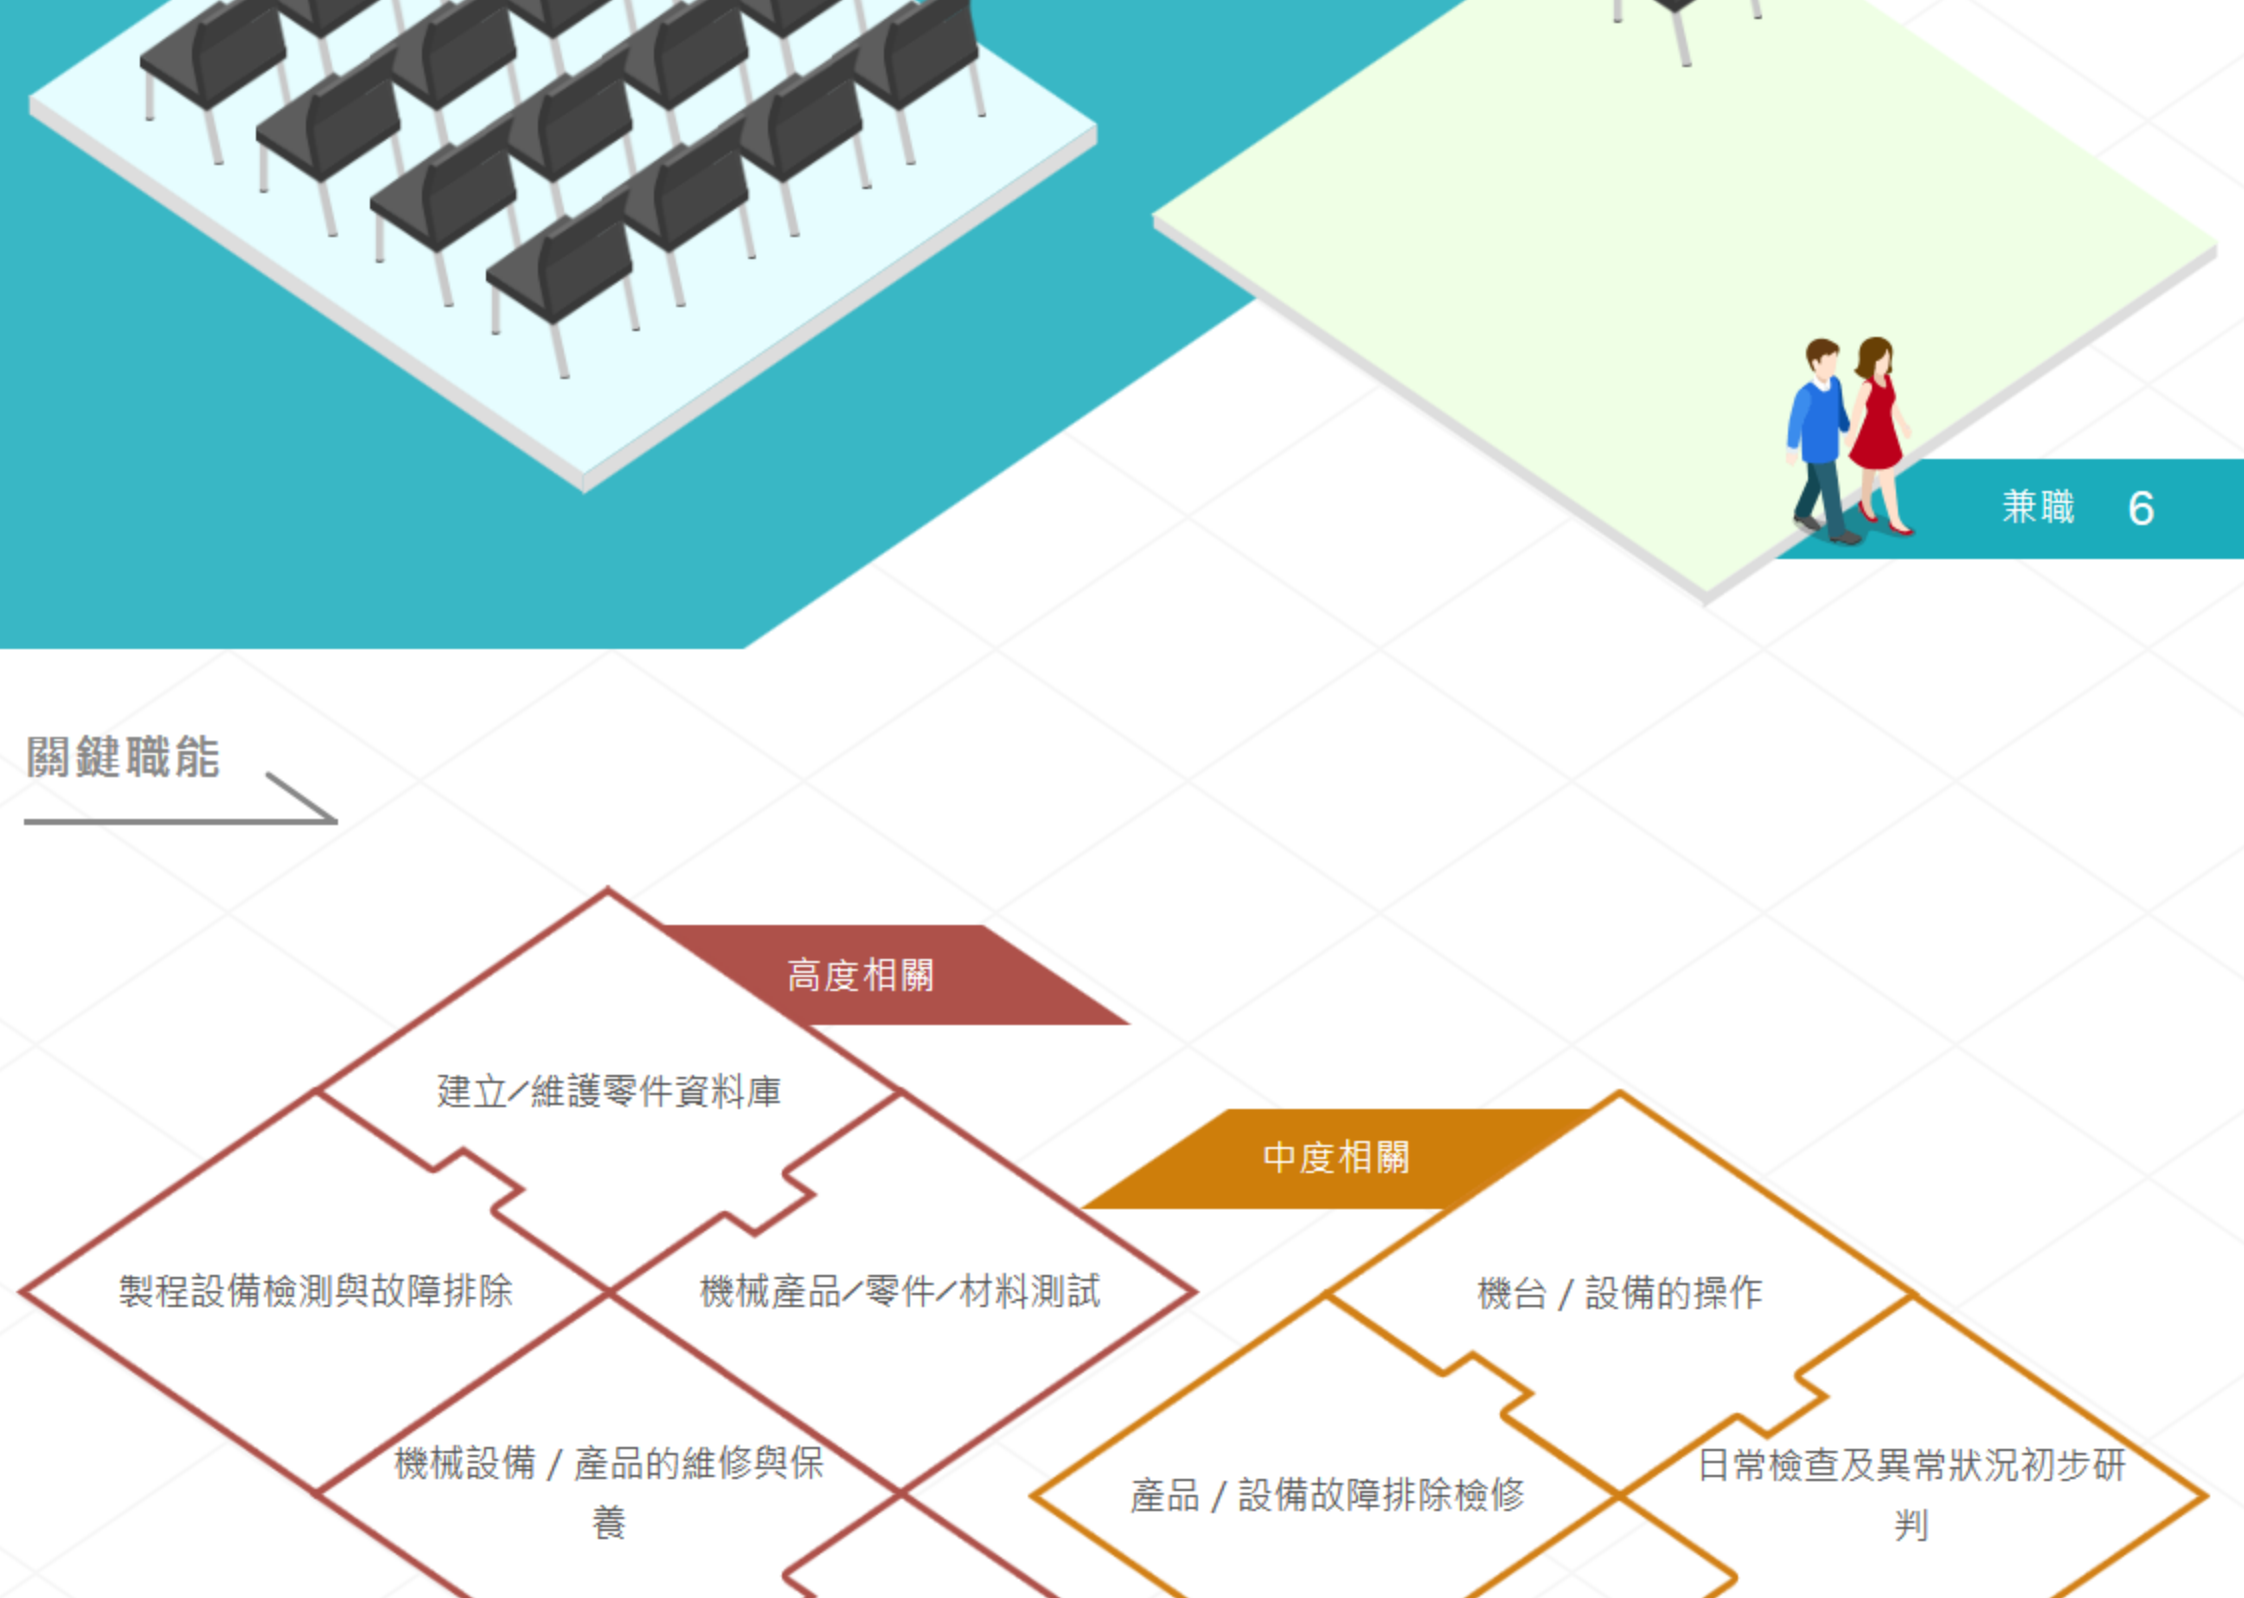 兼職 6
關鍵職能
高度相關
建立/維護零件資料庫
中度相關
製程設備檢測與故障排除
機械產品/零件/材料測試
機台 / 設備的操作
機械設備 / 產品的維修與保
養
產品 / 設備故障排除檢修
日常檢查及異常狀況初步研
判